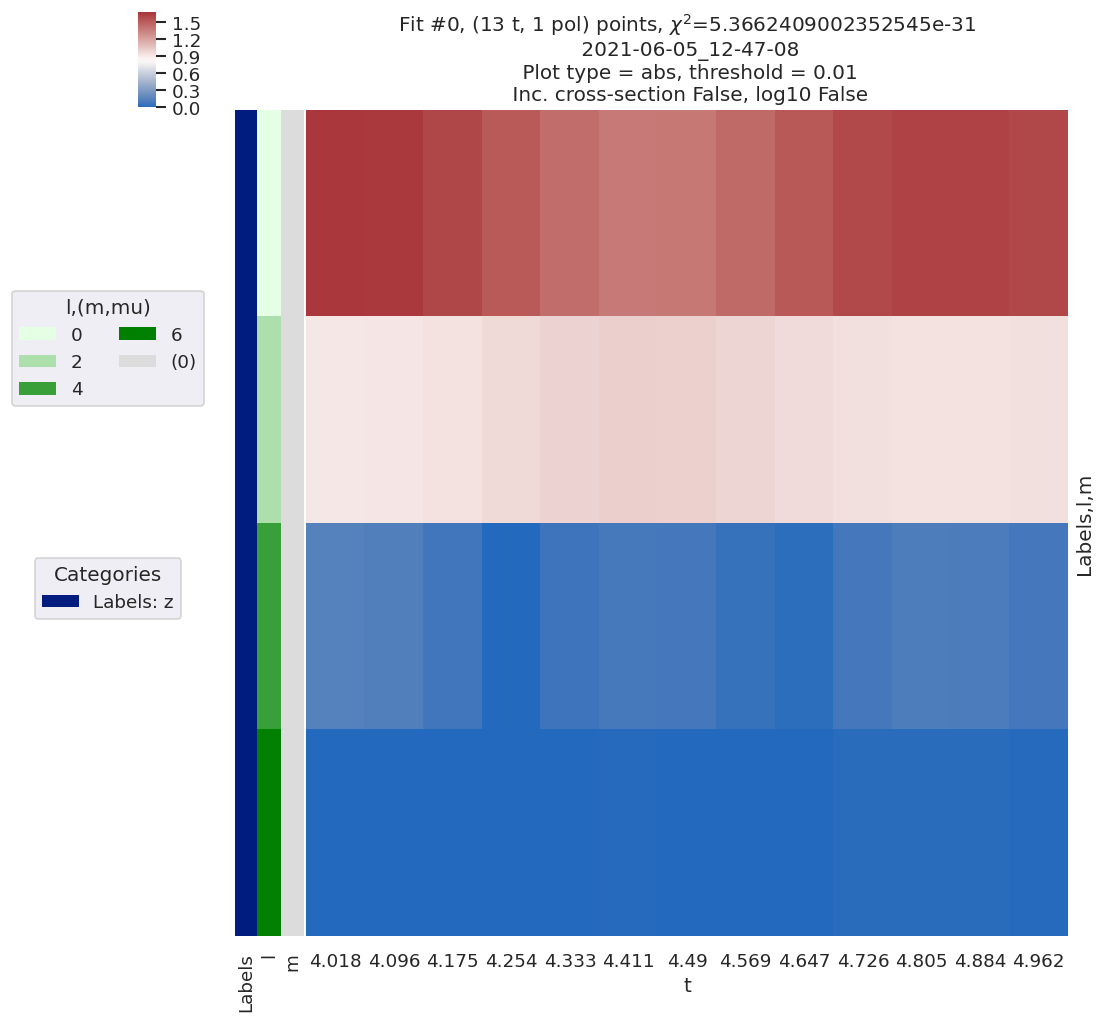 Fit #0, (13 t, 1 pol) points, χ²=5.3662409002352545e-31
2021-06-05_12-47-08
Plot type = abs, threshold = 0.01
Inc. cross-section False, log10 False
1.5
1.2
0.9
0.6
0.3
0.0
l,(m,mu)
0 6
2 (0)
4
Categories
Labels: z
Labels,l,m
Labels l m
4.018 4.096 4.175 4.254 4.333 4.411 4.49 4.569 4.647 4.726 4.805 4.884 4.962
t